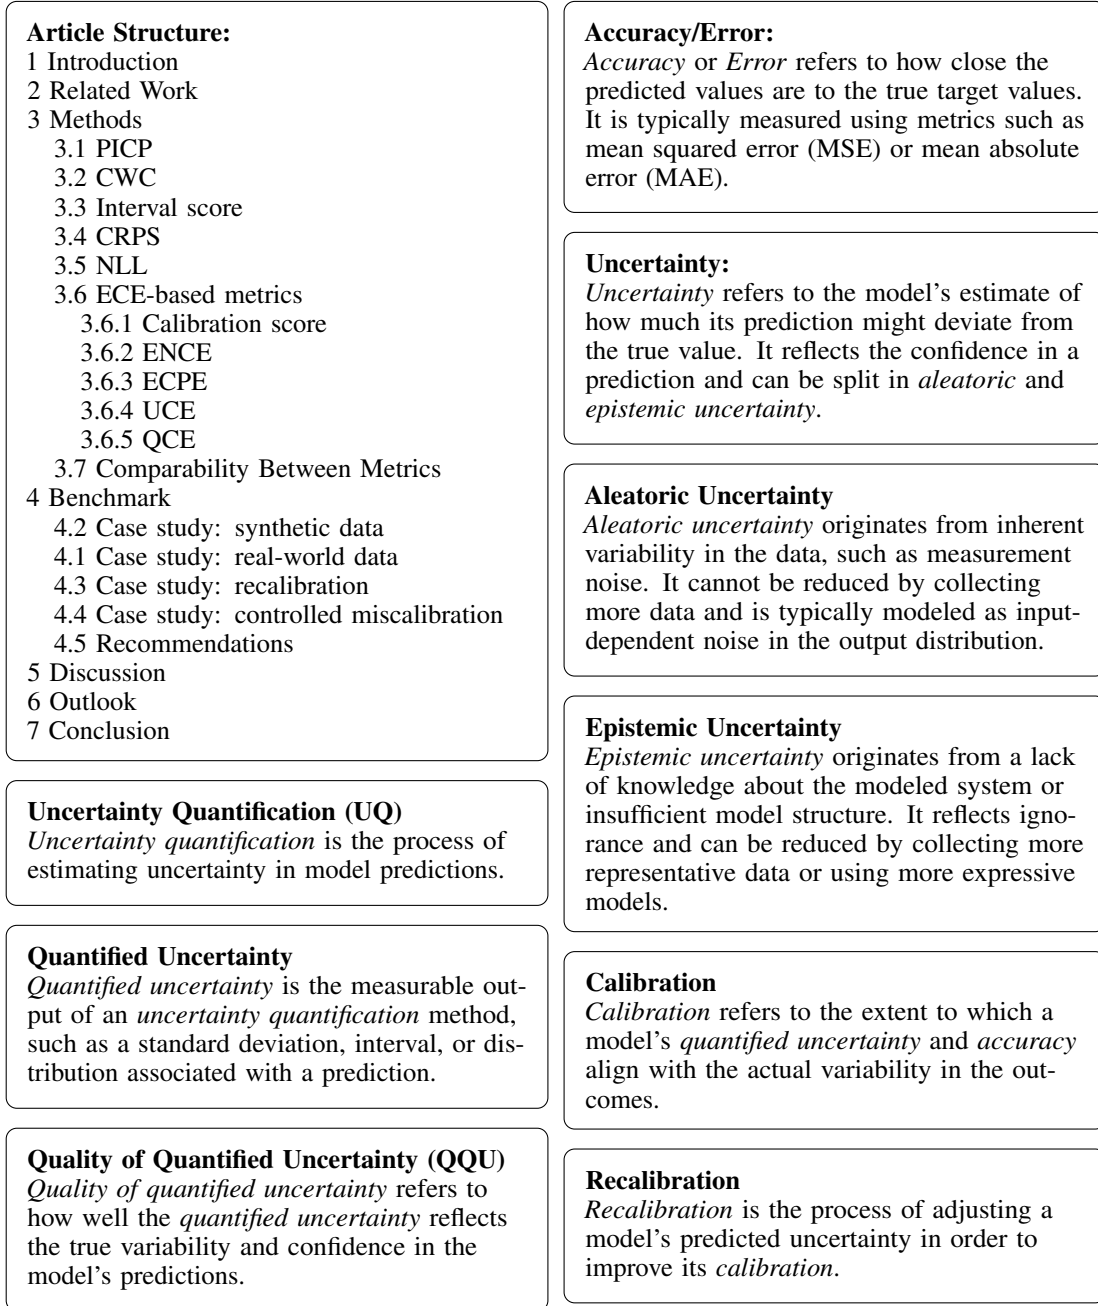 Article Structure:
1 Introduction
2 Related Work
3 Methods
3.1 PICP
3.2 CWC
3.3 Interval score
3.4 CRPS
3.5 NLL
3.6 ECE-based metrics
3.6.1 Calibration score
3.6.2 ENCE
3.6.3 ECPE
3.6.4 UCE
3.6.5 QCE
3.7 Comparability Between Metrics
4 Benchmark
4.2 Case study: synthetic data
4.1 Case study: real-world data
4.3 Case study: recalibration
4.4 Case study: controlled miscalibration
4.5 Recommendations
5 Discussion
6 Outlook
7 Conclusion
Uncertainty Quantification (UQ)
Uncertainty quantification is the process of
estimating uncertainty in model predictions.
Quantified Uncertainty
Quantified uncertainty is the measurable out-
put of an uncertainty quantification method,
such as a standard deviation, interval, or dis-
tribution associated with a prediction.
Quality of Quantified Uncertainty (QQU)
Quality of quantified uncertainty refers to
how well the quantified uncertainty reflects
the true variability and confidence in the
model's predictions.
Accuracy/Error:
Accuracy or Error refers to how close the
predicted values are to the true target values.
It is typically measured using metrics such as
mean squared error (MSE) or mean absolute
error (MAE).
Uncertainty:
Uncertainty refers to the model's estimate of
how much its prediction might deviate from
the true value. It reflects the confidence in a
prediction and can be split in aleatoric and
epistemic uncertainty.
Aleatoric Uncertainty
Aleatoric uncertainty originates from inherent
variability in the data, such as measurement
noise. It cannot be reduced by collecting
more data and is typically modeled as input-
dependent noise in the output distribution.
Epistemic Uncertainty
Epistemic uncertainty originates from a lack
of knowledge about the modeled system or
insufficient model structure. It reflects igno-
rance and can be reduced by collecting more
representative data or using more expressive
models.
Calibration
Calibration refers to the extent to which a
model's quantified uncertainty and accuracy
align with the actual variability in the out-
comes.
Recalibration
Recalibration is the process of adjusting a
model's predicted uncertainty in order to
improve its calibration.